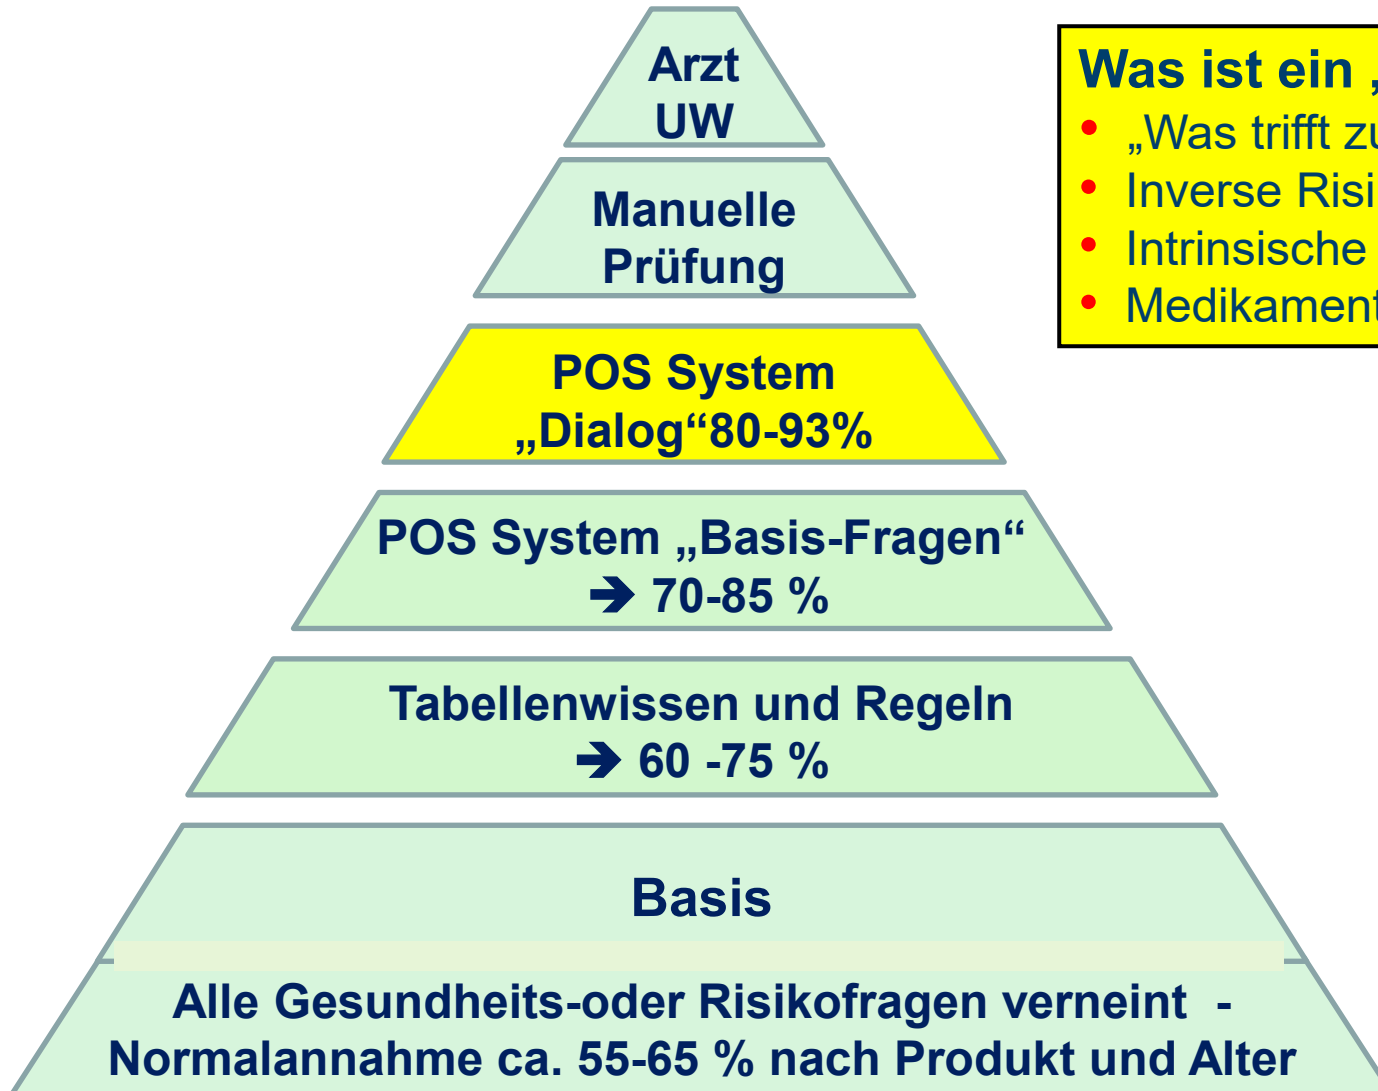 Arzt
UW
Manuelle
Prüfung
POS System
„Dialog“80-93%
POS System „Basis-Fragen“
➔ 70-85 %
Tabellenwissen und Regeln
➔ 60 -75 %
Basis
Alle Gesundheits-oder Risikofragen verneint -
Normalannahme ca. 55-65 % nach Produkt und Alter
Was ist ein „
• „Was trifft zu
• Inverse Risi
• Intrinsische
• Medikament